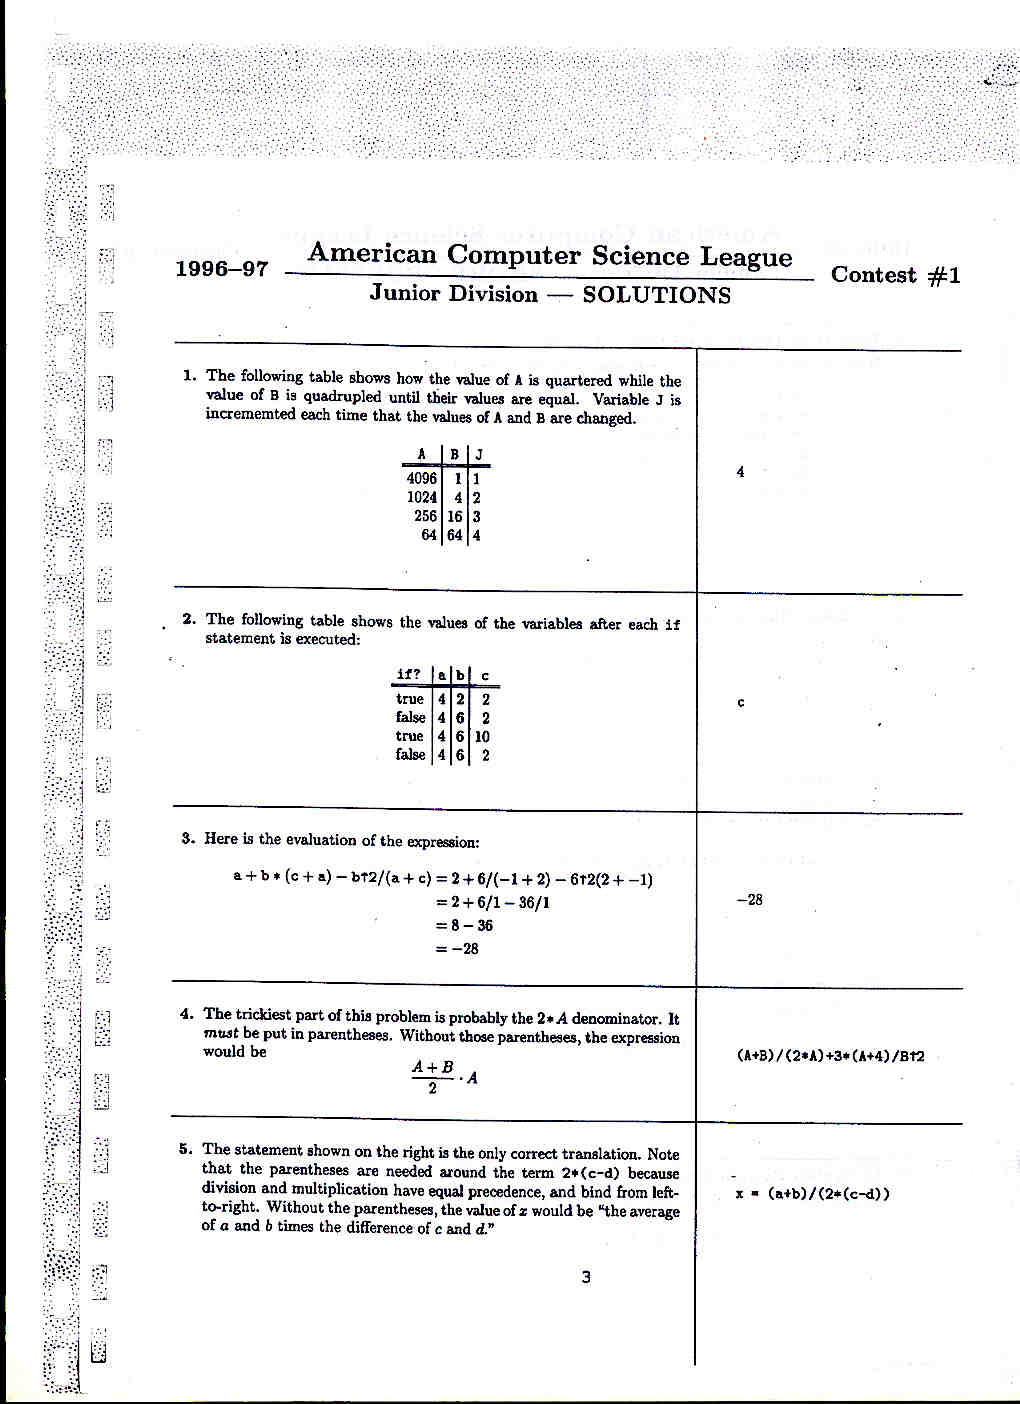 1996–97
American Computer Science League
Contest #1
Junior Division — SOLUTIONS
1. The following table shows how the value of A is quartered while the
value of B is quadrupled until their values are equal. Variable J is
incrememted each time that the values of A and B are changed.
A B J
4096 1 1
1024 4 2
256 16 3
64 64 4
4
2. The following table shows the values of the variables after each if
statement is executed:
if? a b c
true 4 2 2
false 4 6 2
true 4 6 10
false 4 6 2
c
3. Here is the evaluation of the expression:
a + b * (c + a) − b↑2/(a + c) = 2 + 6/(−1 + 2) − 6↑2(2 + −1)
= 2 + 6/1 − 36/1
= 8 − 36
= −28
−28
4. The trickiest part of this problem is probably the 2*A denominator. It
must be put in parentheses. Without those parentheses, the expression
would be
A + B
2
· A
(A+B)/(2*A)+3*(A+4)/B↑2
5. The statement shown on the right is the only correct translation. Note
that the parentheses are needed around the term 2*(c-d) because
division and multiplication have equal precedence, and bind from left-
to-right. Without the parentheses, the value of x would be “the average
of a and b times the difference of c and d.”
x = (a+b)/(2*(c-d))
3